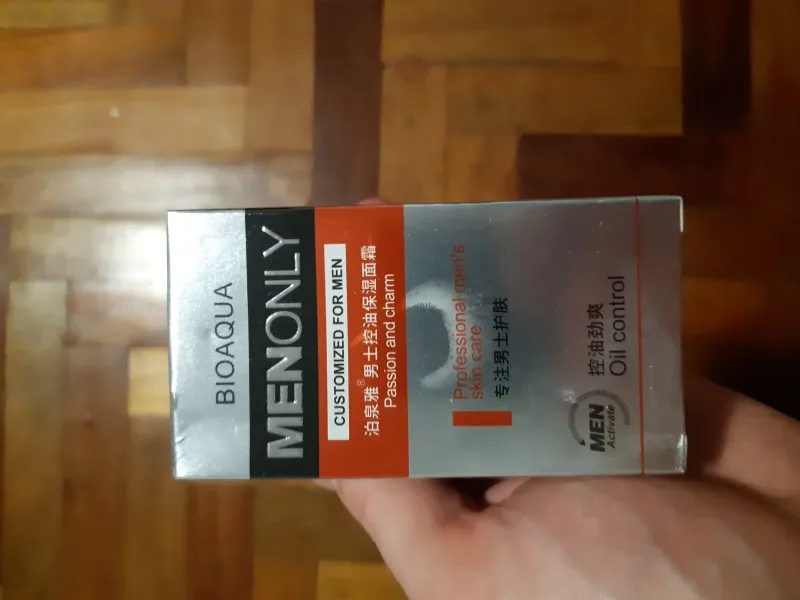 BIOAQUA
MENONLY
CUSTOMIZED FOR MEN
泊泉雅®男士控油保湿面霜
Passion and charm
Professional men's
skin care
专注男士护肤
MEN
Activate
控油劲爽
Oil control